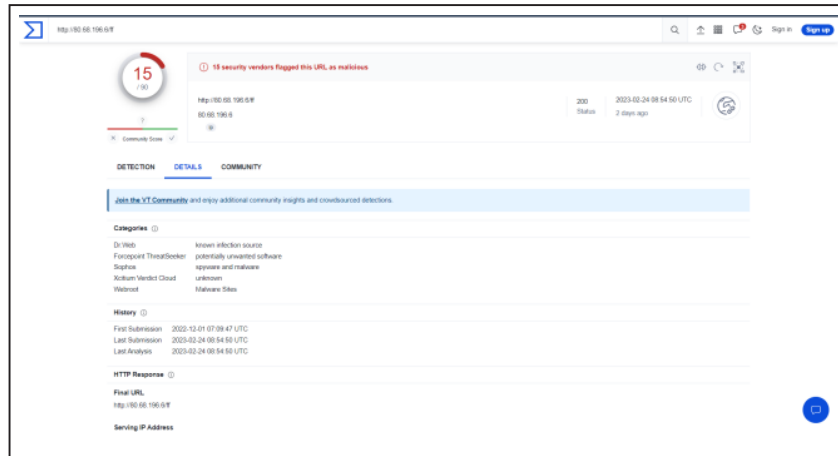 http://80.68.196.6/ff
Sign in
Sign up
15
/ 90
?
Community Score
15 security vendors flagged this URL as malicious
http://80.68.196.6/ff
80.68.196.6
200
Status
2023-02-24 08:54:50 UTC
2 days ago
DETECTION
DETAILS
COMMUNITY
Join the VT Community and enjoy additional community insights and crowdsourced detections.
Categories
Dr.Web known infection source
Forcepoint ThreatSeeker potentially unwanted software
Sophos spyware and malware
Xcitium Verdict Cloud unknown
Webroot Malware Sites
History
First Submission 2022-12-01 07:09:47 UTC
Last Submission 2023-02-24 08:54:50 UTC
Last Analysis 2023-02-24 08:54:50 UTC
HTTP Response
Final URL
http://80.68.196.6/ff
Serving IP Address